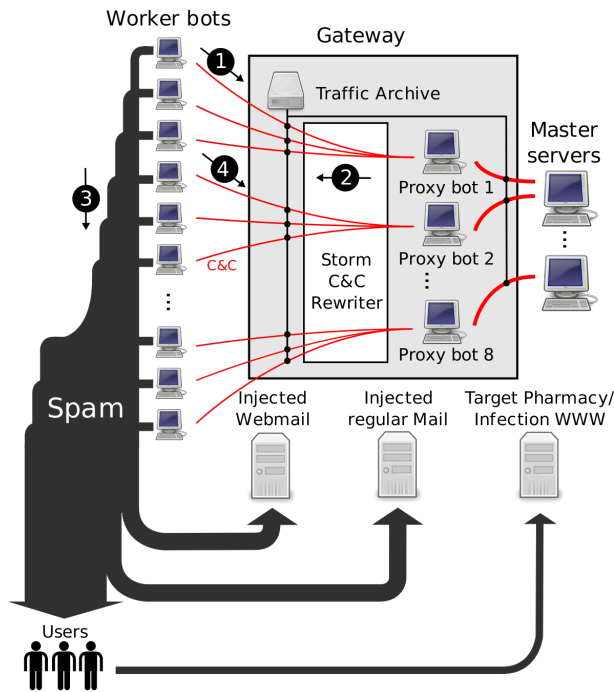 Worker bots
Gateway
1
Traffic Archive
Master
servers
2
Proxy bot 1
4
3
...
Proxy bot 2
C&C
Storm
C&C
Rewriter
...
...
Proxy bot 8
Spam
Injected
Webmail
Injected
regular Mail
Target Pharmacy/
Infection WWW
Users